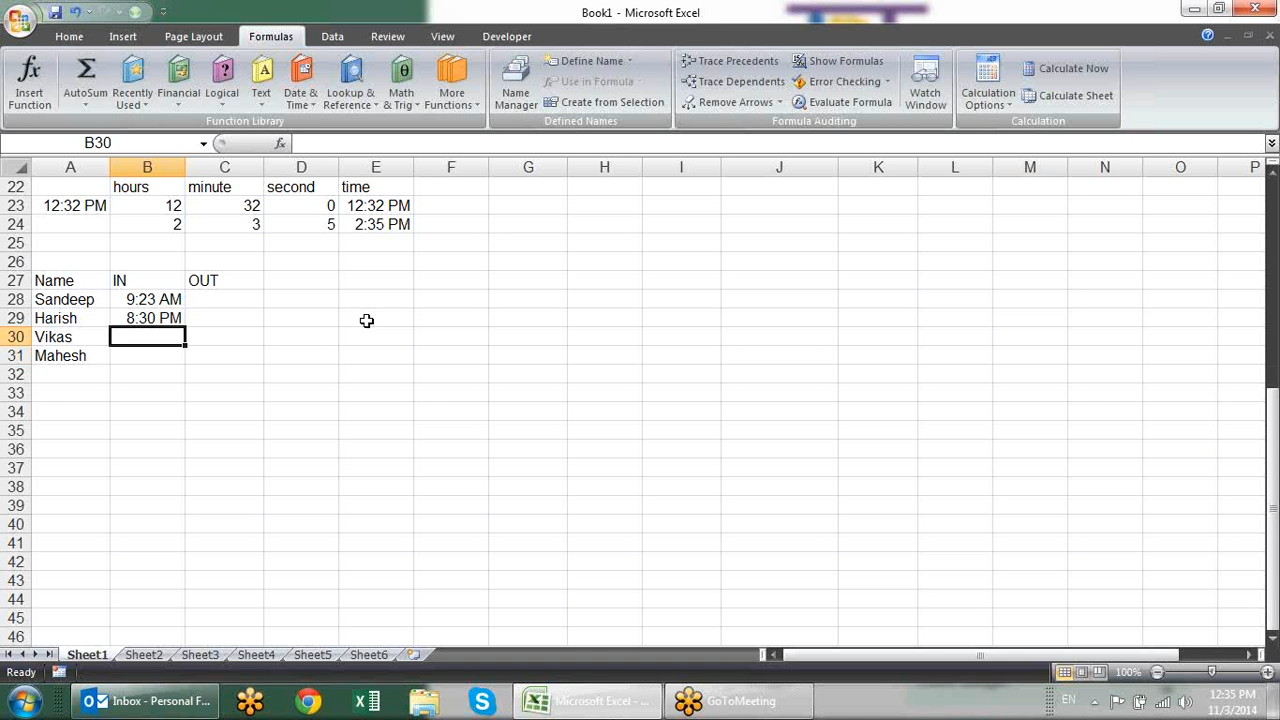 Book1 - Microsoft Excel
Home Insert Page Layout Formulas Data Review View Developer
Insert Function
AutoSum
Recently Used
Financial
Logical
Text
Date & Time
Lookup & Reference
Math & Trig
More Functions
Function Library
Name Manager
Define Name
Use in Formula
Create from Selection
Defined Names
Trace Precedents
Trace Dependents
Remove Arrows
Show Formulas
Error Checking
Evaluate Formula
Formula Auditing
Watch Window
Calculation Options
Calculate Now
Calculate Sheet
Calculation
B30 fx
A B C D E F G H I J K L M N O P
22 hours minute second time
23 12:32 PM 12 32 0 12:32 PM
24 2 3 5 2:35 PM
25
26
27 Name IN OUT
28 Sandeep 9:23 AM
29 Harish 8:30 PM
30 Vikas
31 Mahesh
32
33
34
35
36
37
38
39
40
41
42
43
44
45
46
Sheet1 Sheet2 Sheet3 Sheet4 Sheet5 Sheet6
Ready 100%
Inbox - Personal F...
Microsoft Excel - ...
GoToMeeting
EN
12:35 PM
11/3/2014